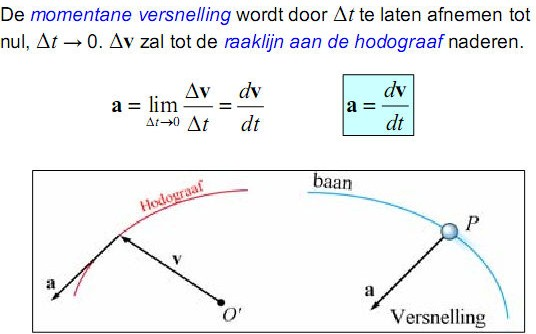 De momentane versnelling wordt door Δt te laten afnemen tot
nul, Δt → 0. Δv zal tot de raaklijn aan de hodograaf naderen.
a = lim Δt→0 Δv/Δt = dv/dt
a = dv/dt
Hodograaf
a
v
O'
baan
P
a
Versnelling